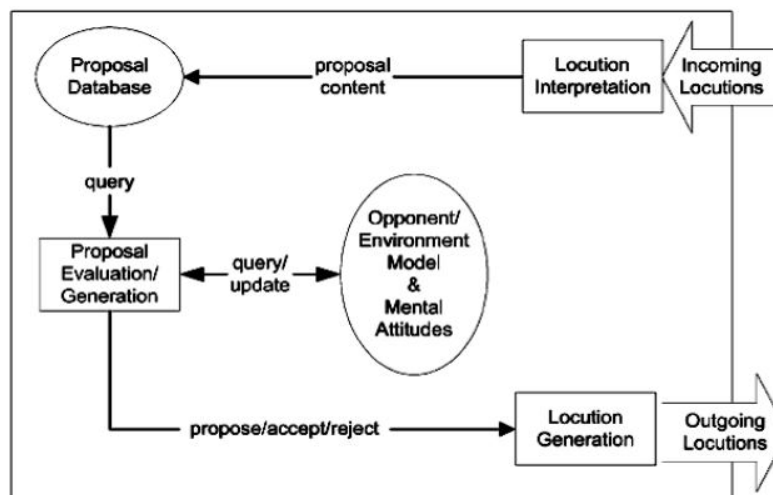 Proposal
Database
proposal
content
Locution
Interpretation
Incoming
Locutions
query
Proposal
Evaluation/
Generation
query/
update
Opponent/
Environment
Model
&
Mental
Attitudes
propose/accept/reject
Locution
Generation
Outgoing
Locutions